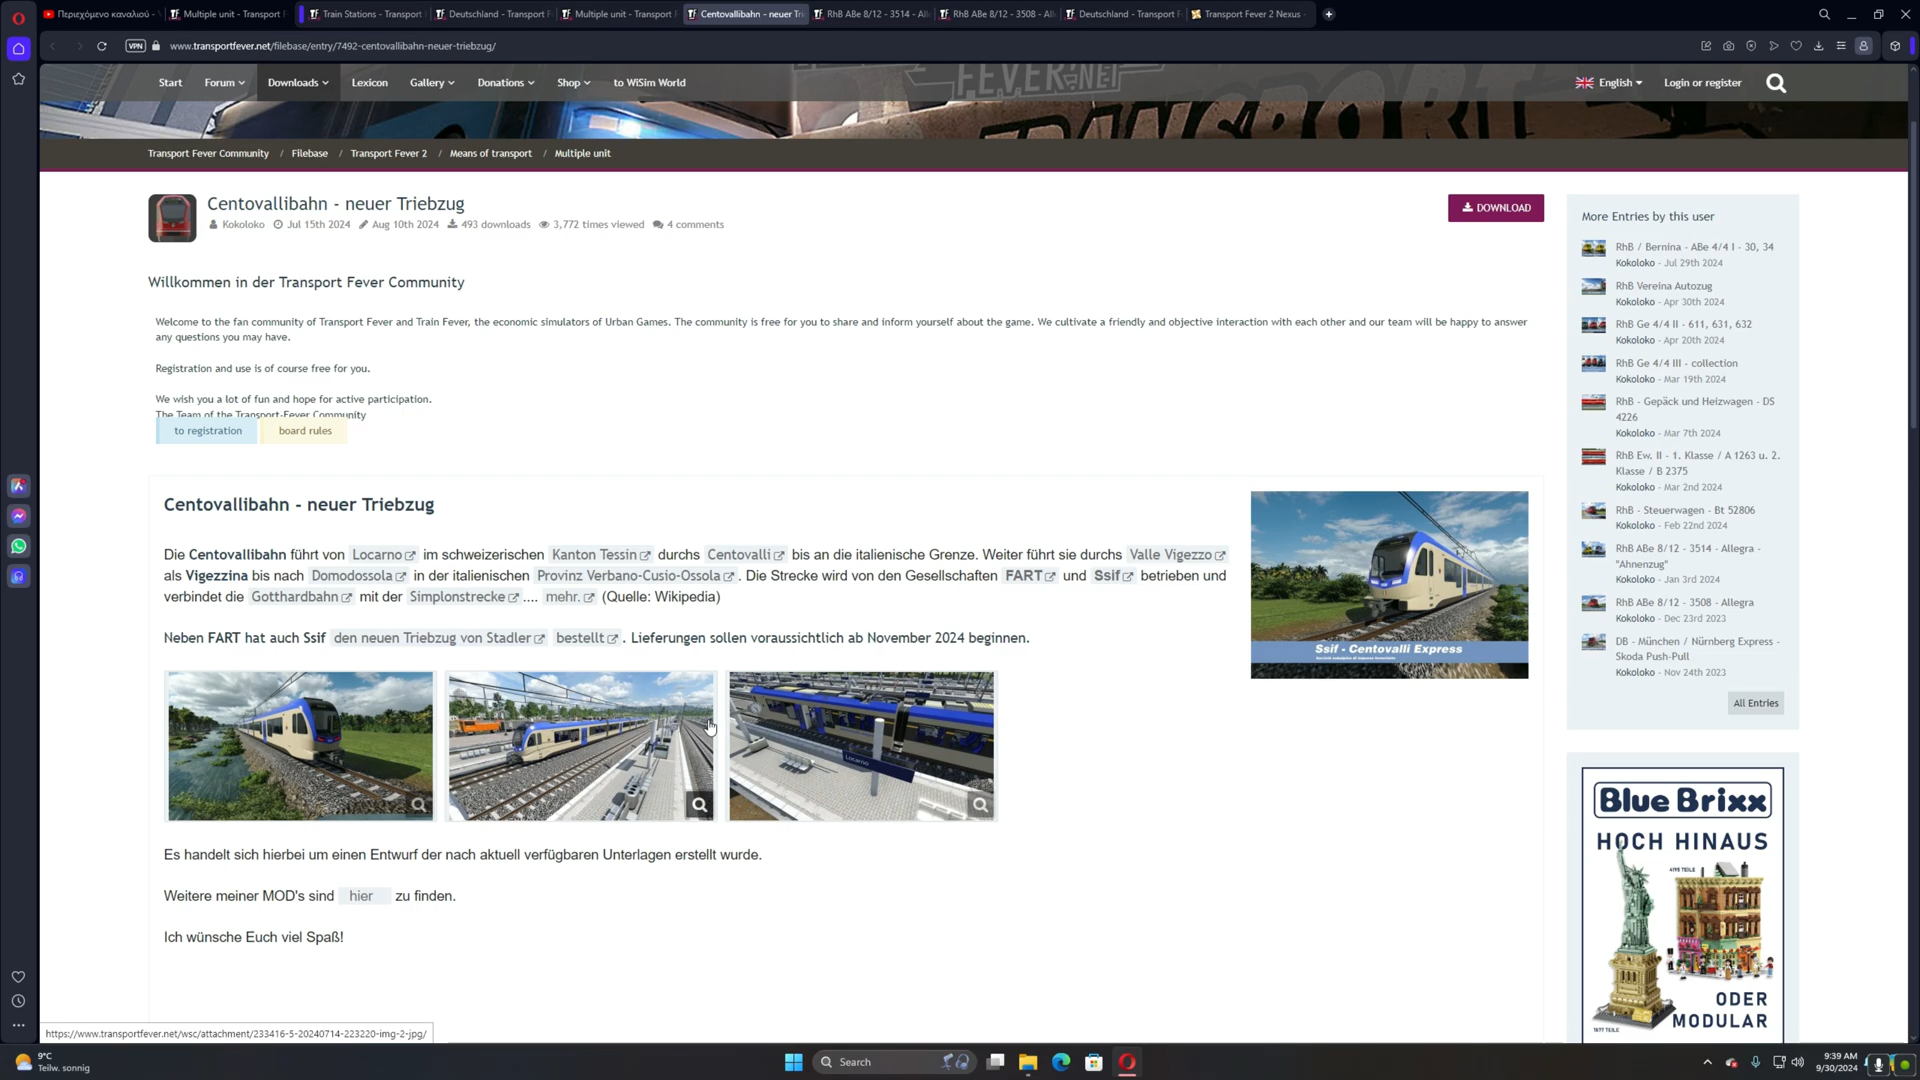 Περιεχόμενο καναλιού -
Multiple unit - Transport F
Train Stations - Transport
Deutschland - Transport F
Multiple unit - Transport F
Centovallibahn - neuer Tri
RhB ABe 8/12 - 3514 - Al
RhB ABe 8/12 - 3508 - Al
Deutschland - Transport F
Transport Fever 2 Nexus -
VPN
www.transportfever.net/filebase/entry/7492-centovallibahn-neuer-triebzug/
FEVER.NET
Start
Forum
Downloads
Lexicon
Gallery
Donations
Shop
to WiSim World
English
Login or register
TRANSPORT
Transport Fever Community / Filebase / Transport Fever 2 / Means of transport / Multiple unit
Centovallibahn - neuer Triebzug
Kokoloko Jul 15th 2024 Aug 10th 2024 493 downloads 3,772 times viewed 4 comments
DOWNLOAD
Willkommen in der Transport Fever Community
Welcome to the fan community of Transport Fever and Train Fever, the economic simulators of Urban Games. The community is free for you to share and inform yourself about the game. We cultivate a friendly and objective interaction with each other and our team will be happy to answer
any questions you may have.
Registration and use is of course free for you.
We wish you a lot of fun and hope for active participation.
The Team of the Transport-Fever Community
to registration
board rules
Centovallibahn - neuer Triebzug
Die Centovallibahn führt von Locarno im schweizerischen Kanton Tessin durchs Centovalli bis an die italienische Grenze. Weiter führt sie durchs Valle Vigezzo
als Vigezzina bis nach Domodossola in der italienischen Provinz Verbano-Cusio-Ossola . Die Strecke wird von den Gesellschaften FART und Ssif betrieben und
verbindet die Gotthardbahn mit der Simplonstrecke .... mehr. (Quelle: Wikipedia)
Neben FART hat auch Ssif den neuen Triebzug von Stadler bestellt . Lieferungen sollen voraussichtlich ab November 2024 beginnen.
Ssif - Centovalli Express
Locarno
Es handelt sich hierbei um einen Entwurf der nach aktuell verfügbaren Unterlagen erstellt wurde.
Weitere meiner MOD's sind hier zu finden.
Ich wünsche Euch viel Spaß!
More Entries by this user
RhB / Bernina - ABe 4/4 I - 30, 34
Kokoloko - Jul 29th 2024
RhB Vereina Autozug
Kokoloko - Apr 30th 2024
RhB Ge 4/4 II - 611, 631, 632
Kokoloko - Apr 20th 2024
RhB Ge 4/4 III - collection
Kokoloko - Mar 19th 2024
RhB - Gepäck und Heizwagen - DS
4226
Kokoloko - Mar 7th 2024
RhB Ew. II - 1. Klasse / A 1263 u. 2.
Klasse / B 2375
Kokoloko - Mar 2nd 2024
RhB - Steuerwagen - Bt 52806
Kokoloko - Feb 22nd 2024
RhB ABe 8/12 - 3514 - Allegra -
"Ahnenzug"
Kokoloko - Jan 3rd 2024
RhB ABe 8/12 - 3508 - Allegra
Kokoloko - Dec 23rd 2023
DB - München / Nürnberg Express -
Skoda Push-Pull
Kokoloko - Nov 24th 2023
All Entries
Blue Brixx
HOCH HINAUS
4195 TEILE
ODER
MODULAR
1977 TEILE
https://www.transportfever.net/wsc/attachment/233416-5-20240714-223220-img-2-jpg/
9°C
Teilw. sonnig
Search
9:39 AM
9/30/2024